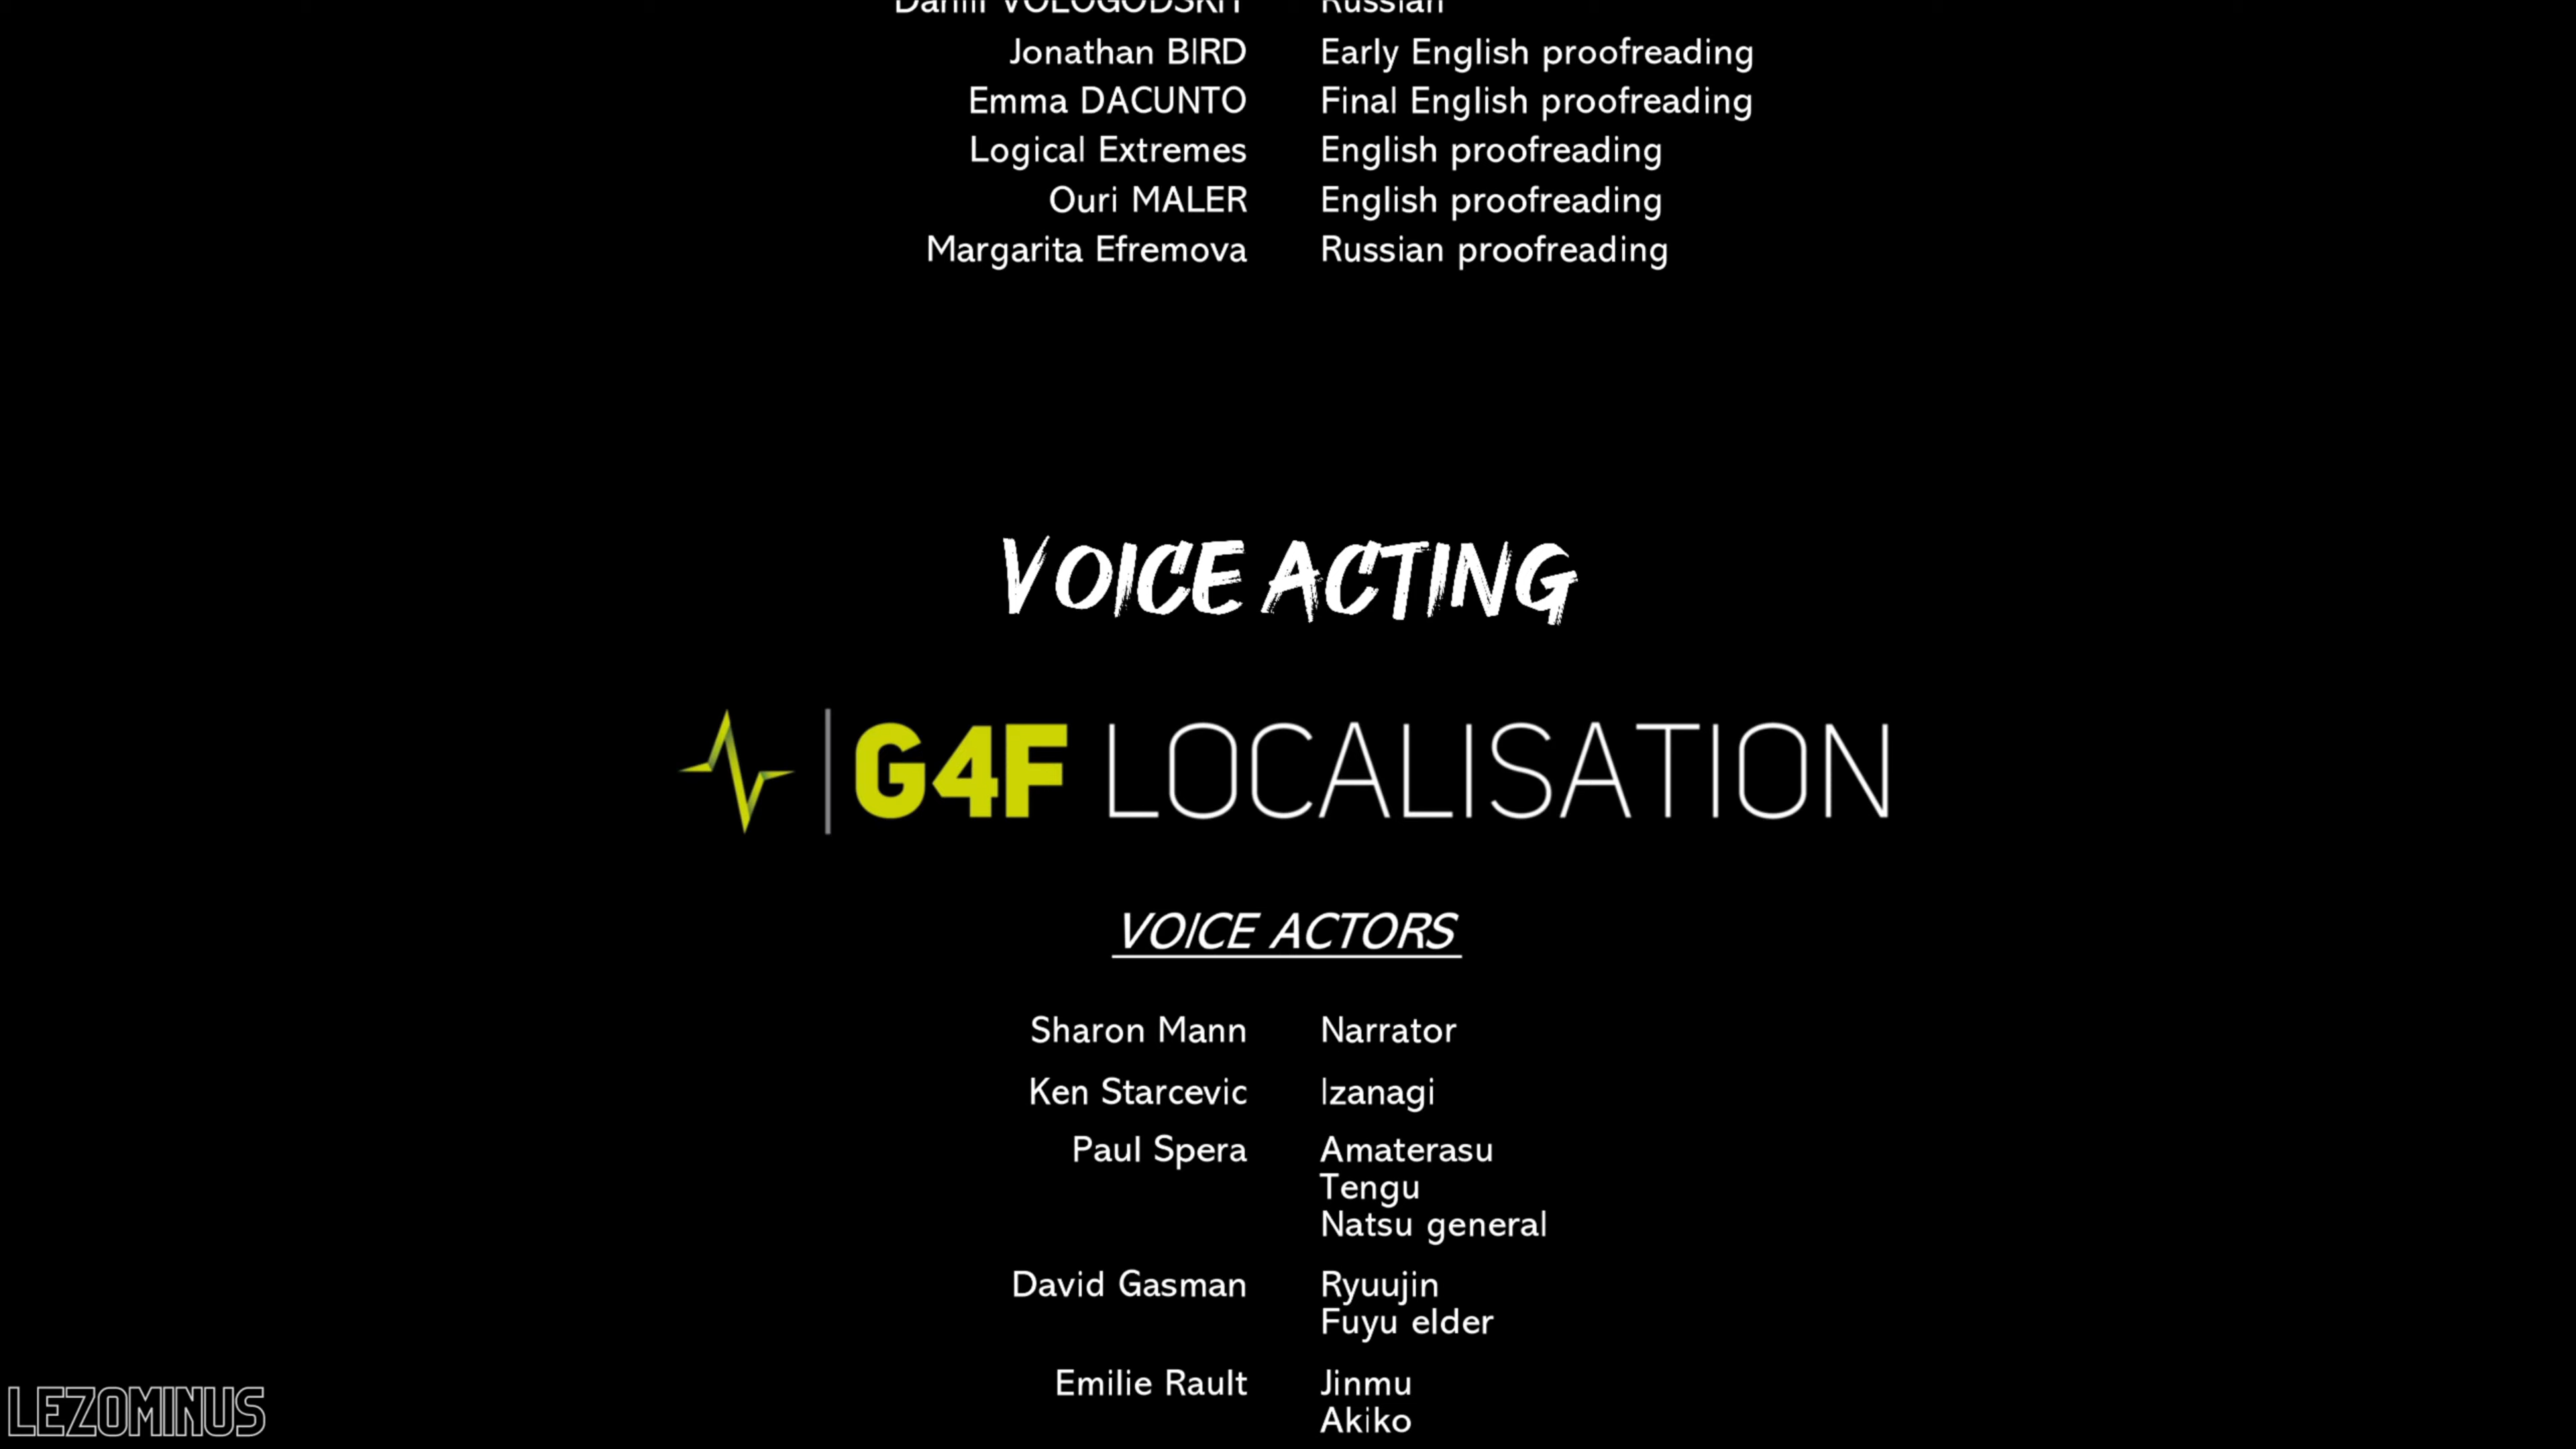 Russian
Jonathan BIRD Early English proofreading
Emma DACUNTO Final English proofreading
Logical Extremes English proofreading
Ouri MALER English proofreading
Margarita Efremova Russian proofreading
VOICE ACTING
G4F LOCALISATION
VOICE ACTORS
Sharon Mann Narrator
Ken Starcevic Izanagi
Paul Spera Amaterasu
Tengu
Natsu general
David Gasman Ryuujin
Fuyu elder
Emilie Rault Jinmu
Akiko
LEZOMINUS